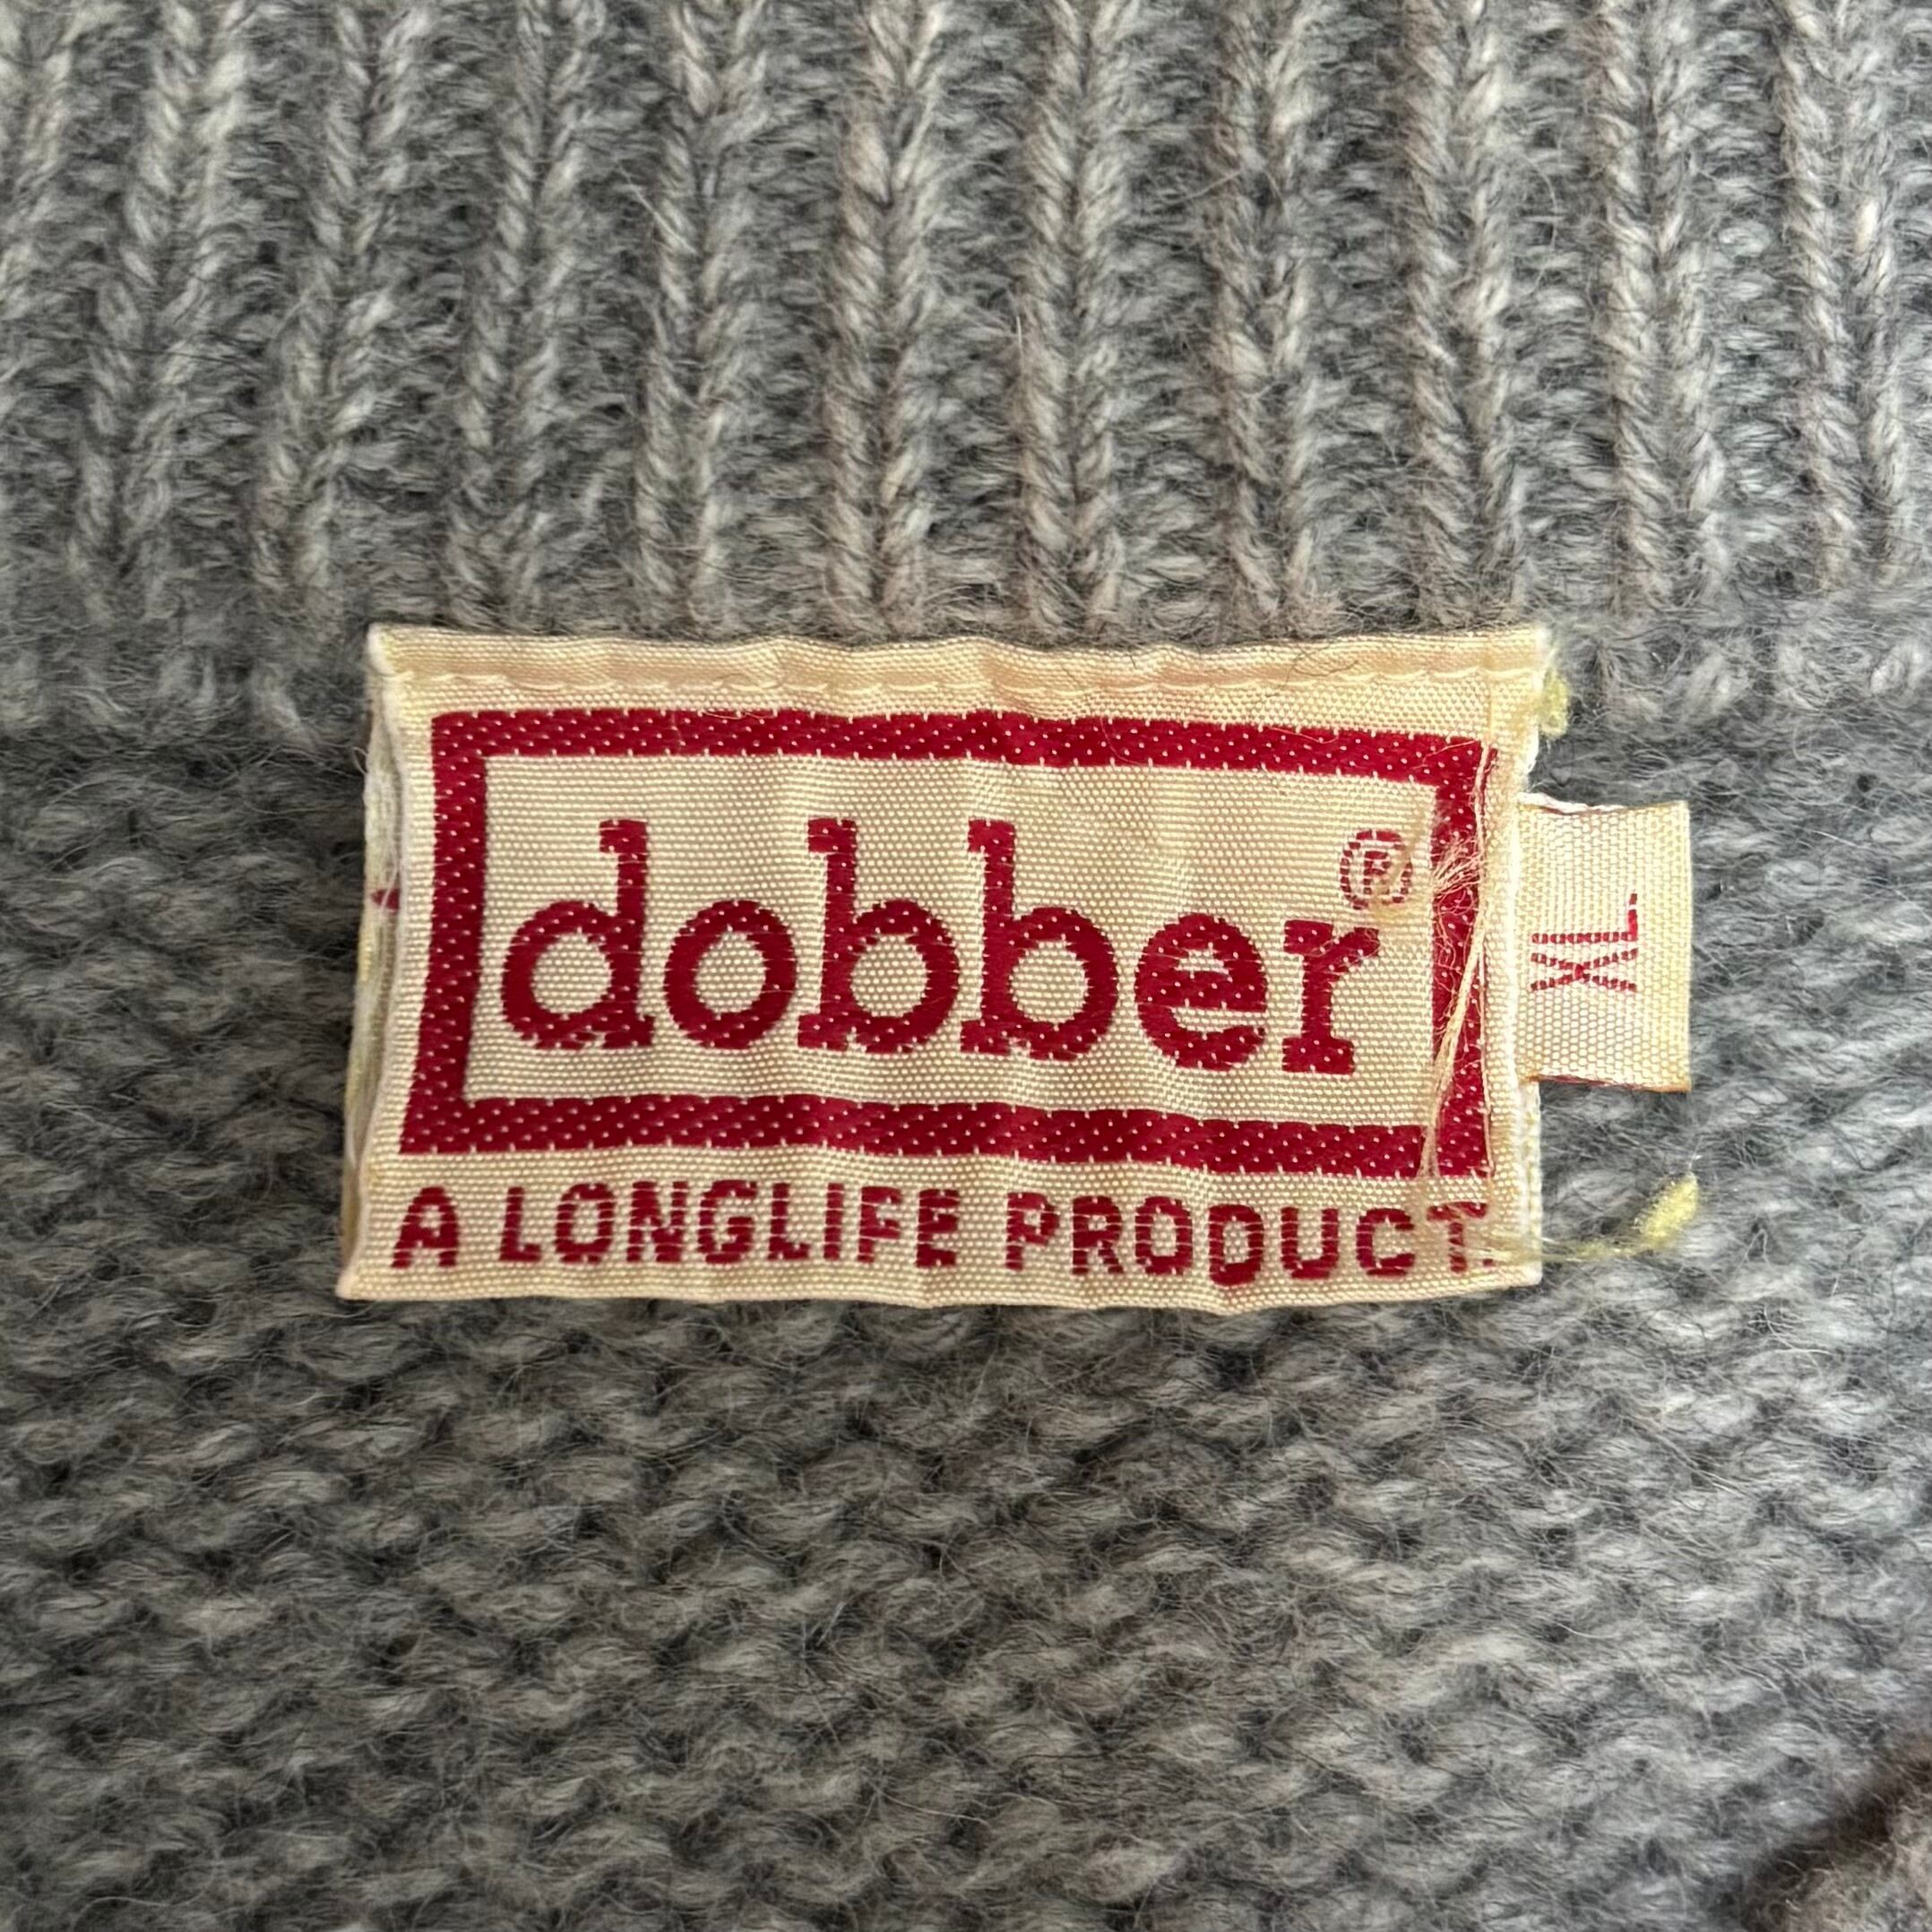 dobber®
A LONGLIFE PRODUCT.
XL